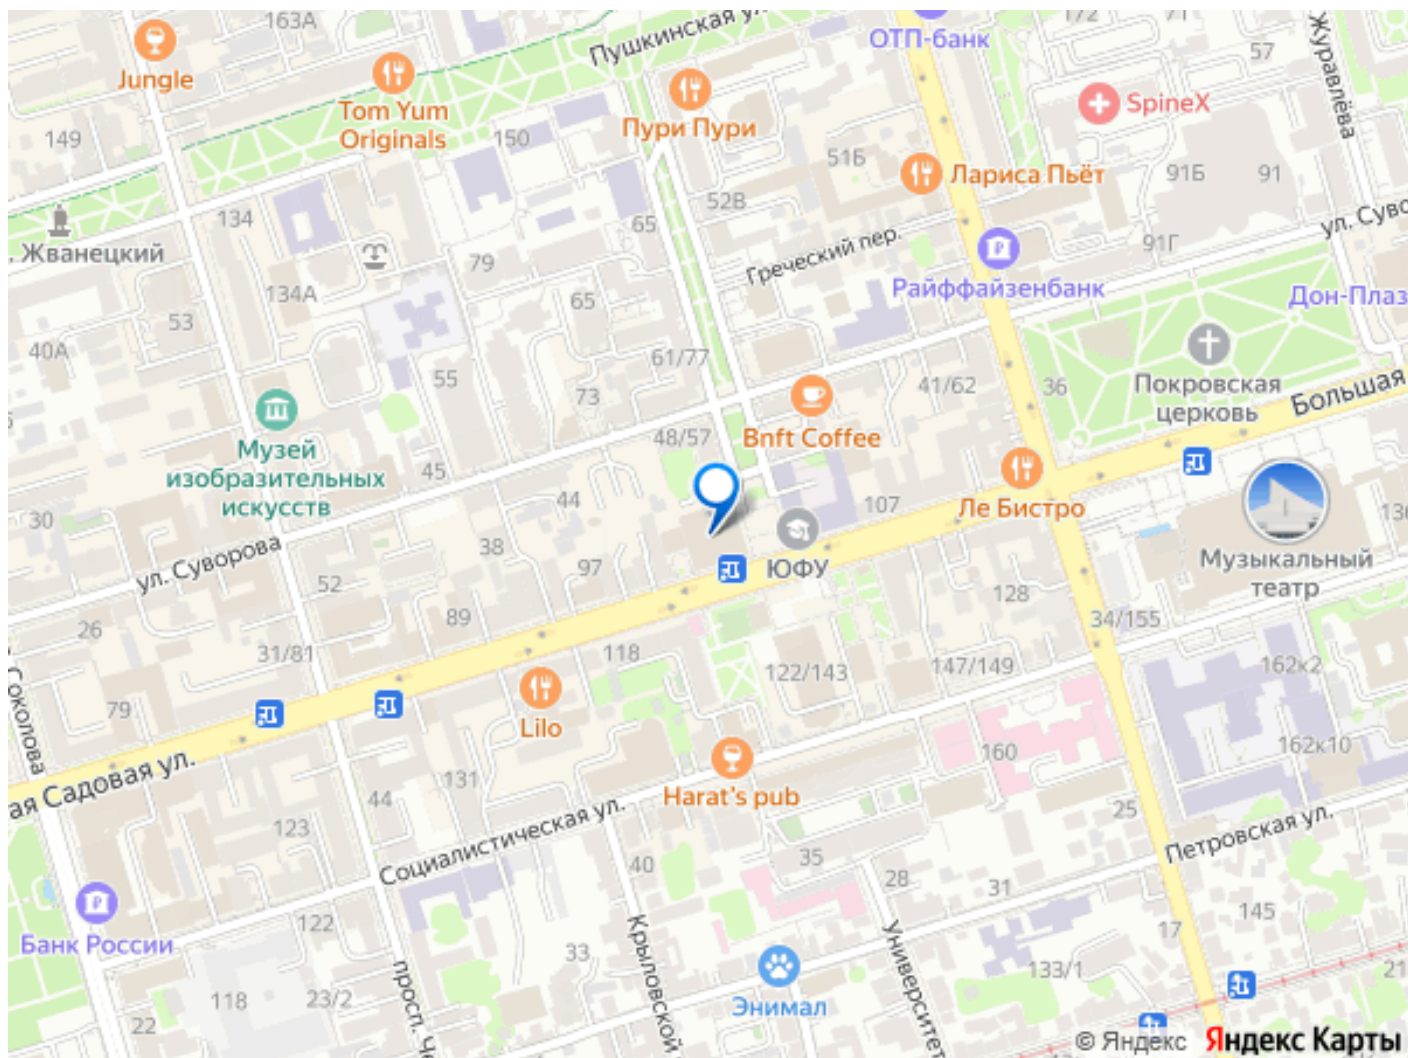 163А
Jungle
Tom Yum
Originals
Пушкинская ул.
Пури Пури
ОТП-банк
172
71
57
Журавлёва
SpineX
149
150
51Б
Лариса Пьёт
91Б
91
134
65
52В
ул. Суво
91Г
Жванецкий
79
Греческий пер.
Райффайзенбанк
134А
65
Дон-Плаз
53
40А
61/77
55
73
41/62
36
Покровская
церковь
Большая
Музей
изобразительных
искусств
48/57
Bnft Coffee
45
44
107
Ле Бистро
30
ул. Суворова
38
97
ЮФУ
Музыкальный
театр
136
52
26
89
128
34/155
31/81
118
122/143
147/149
162к2
Соколова
79
Lilo
160
162к10
ая Садовая ул.
131
44
Harat's pub
123
Социалистическая ул.
25
Петровская ул.
40
35
28
31
145
Банк России
122
Крыловской
33
Университет
17
133/1
21
118
23/2
просп. Че
22
Энимал
© Яндекс Яндекс Карты